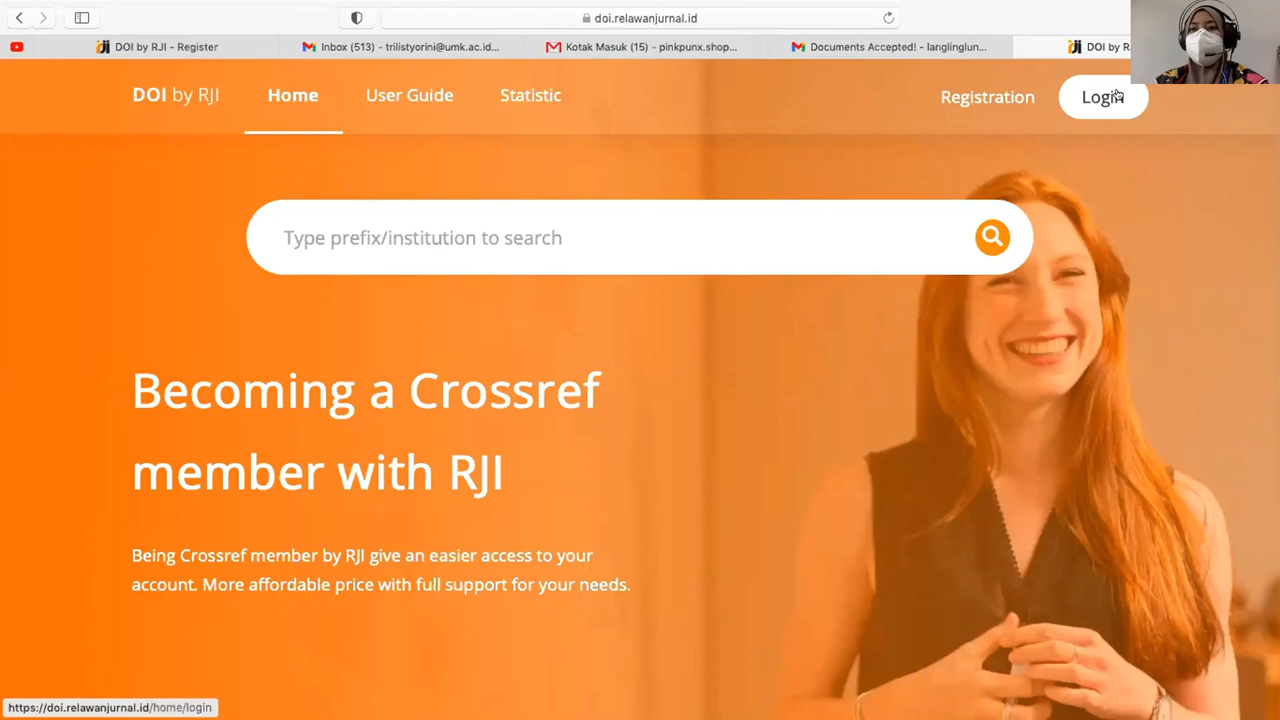 doi.relawanjurnal.id
DOI by RJI - Register
Inbox (513) - trilistyorini@umk.ac.id...
Kotak Masuk (15) - pinkpunx.shop...
Documents Accepted! - langlinglun...
DOI by R
DOI by RJI
Home
User Guide
Statistic
Registration
Login
Type prefix/institution to search
Becoming a Crossref
member with RJI
Being Crossref member by RJI give an easier access to your
account. More affordable price with full support for your needs.
https://doi.relawanjurnal.id/home/login